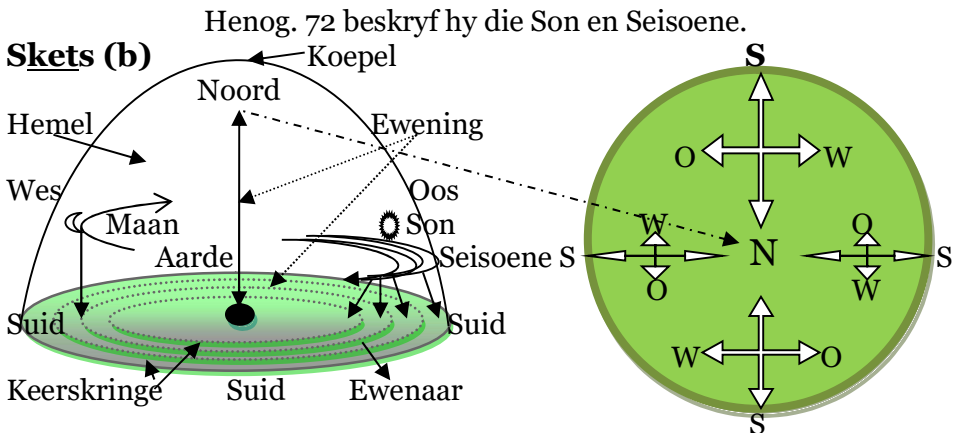 Henog. 72 beskryf hy die Son en Seisoene.
Skets (b)
Koepel
Noord
Hemel
Ewening
Wes
Oos
Maan
Son
Aarde
Seisoene
Suid
Suid
Keerskringe
Suid
Ewenaar
S
O
W
W
O
O
W
S
N
S
W
O
S